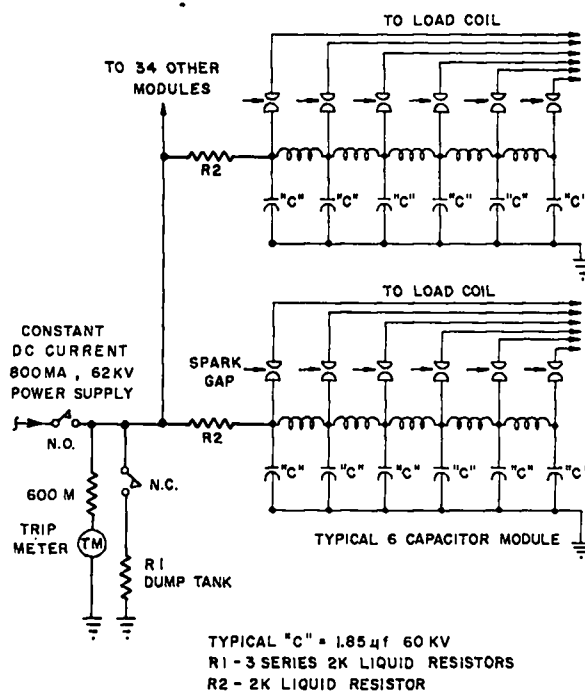 TO LOAD COIL
TO 34 OTHER
MODULES
R2
"C" "C" "C" "C" "C" "C"
TO LOAD COIL
CONSTANT
DC CURRENT
800MA, 62KV
POWER SUPPLY
SPARK
GAP
N.O.
R2
N.C.
"C" "C" "C" "C" "C" "C"
600 M
TRIP
METER
TM
R1
DUMP TANK
TYPICAL 6 CAPACITOR MODULE
TYPICAL "C" = 1.85 µf 60 KV
R1 - 3 SERIES 2K LIQUID RESISTORS
R2 - 2K LIQUID RESISTOR